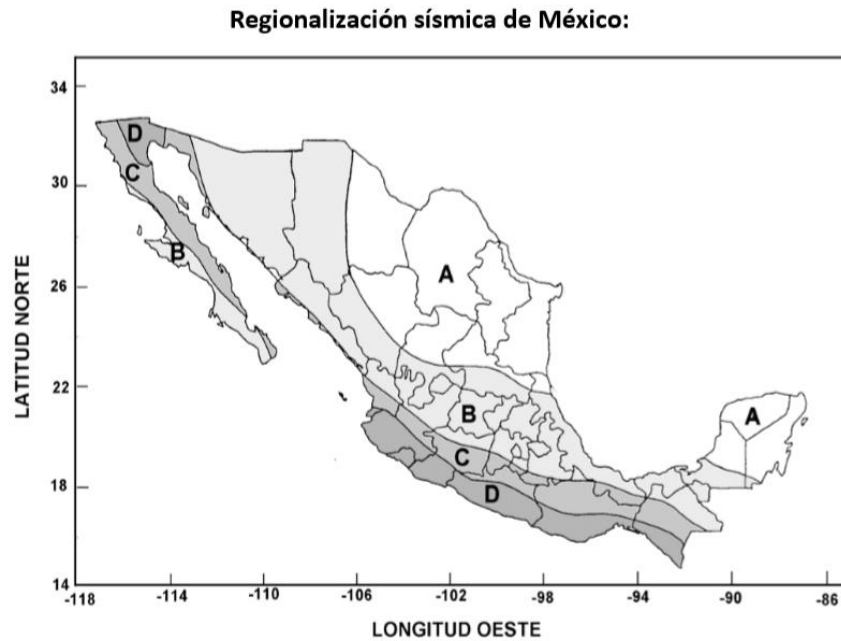 Regionalización sísmica de México:
34
30
26
22
18
14
LATITUD NORTE
D
C
B
A
B
A
C
D
-118
-114
-110
-106
-102
-98
-94
-90
-86
LONGITUD OESTE